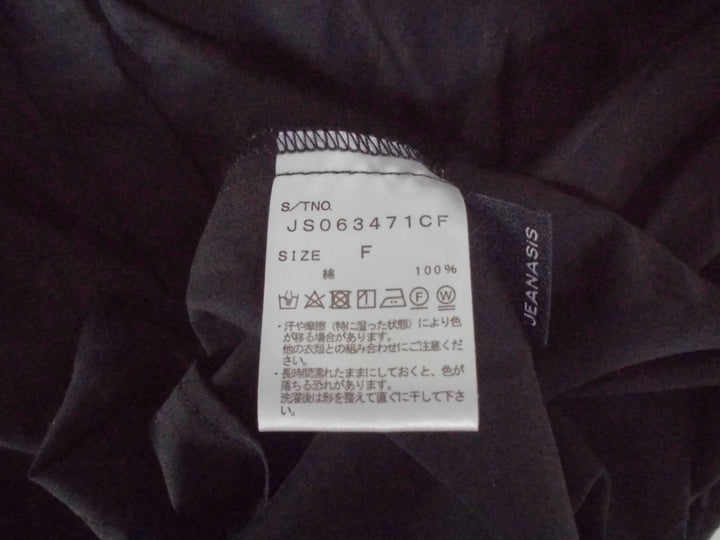 S/TNO.
JS063471CF
SIZE F
綿 100%
Ⓕ Ⓦ
・汗や摩擦（特に湿った状態）により色
が移る場合があります。
他の衣類との組み合わせにご注意くだ
さい。
・長時間濡れたままにしておくと、色が
落ちる恐れがあります。
洗濯後は形を整えて直ぐに干して下さ
い。
JEANASiS